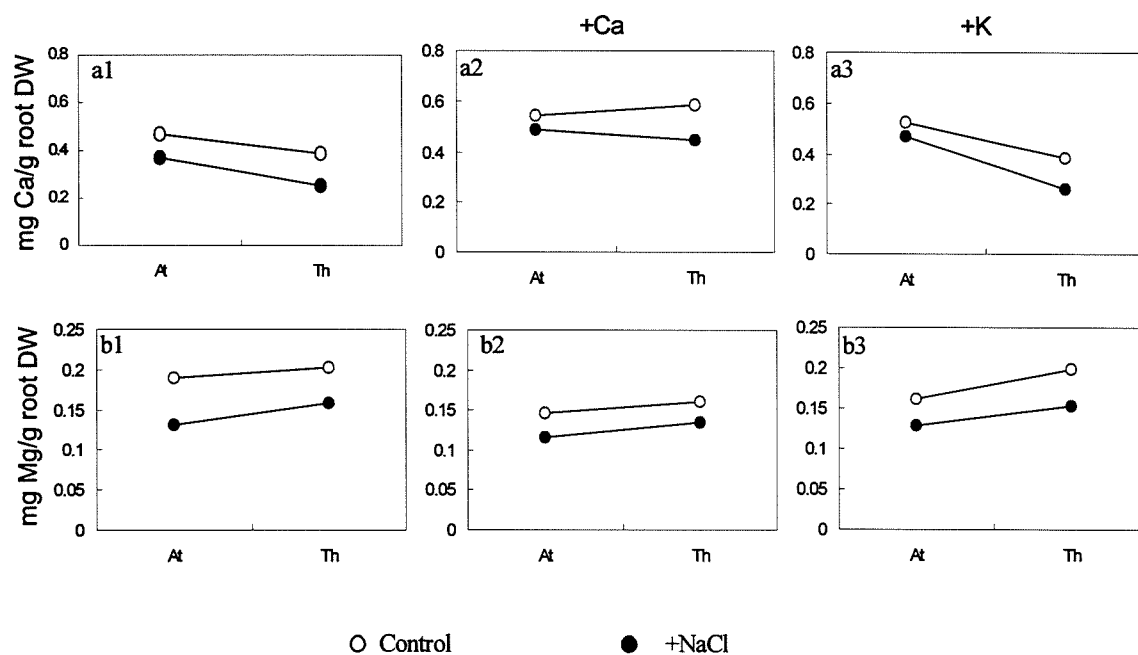 +Ca
+K
mg Ca/g root DW
a1
0.8
0.6
0.4
0.2
0
At
Th
a2
0.8
0.6
0.4
0.2
0
At
Th
a3
0.8
0.6
0.4
0.2
0
At
Th
mg Mg/g root DW
b1
0.25
0.2
0.15
0.1
0.05
0
At
Th
b2
0.25
0.2
0.15
0.1
0.05
0
At
Th
b3
0.25
0.2
0.15
0.1
0.05
0
At
Th
Control
+NaCl